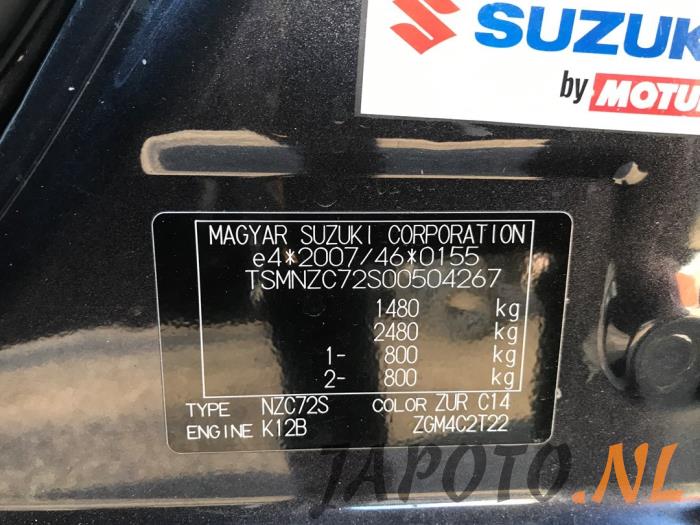 SUZUKI
by MOTU
MAGYAR SUZUKI CORPORATION
e4*2007/46*0155
TSMNZC72S00504267
1480 kg
2480 kg
1- 800 kg
2- 800 kg
TYPE NZC72S COLOR ZUR C14
ENGINE K12B ZGM4C2T22
JAPOTO.NL